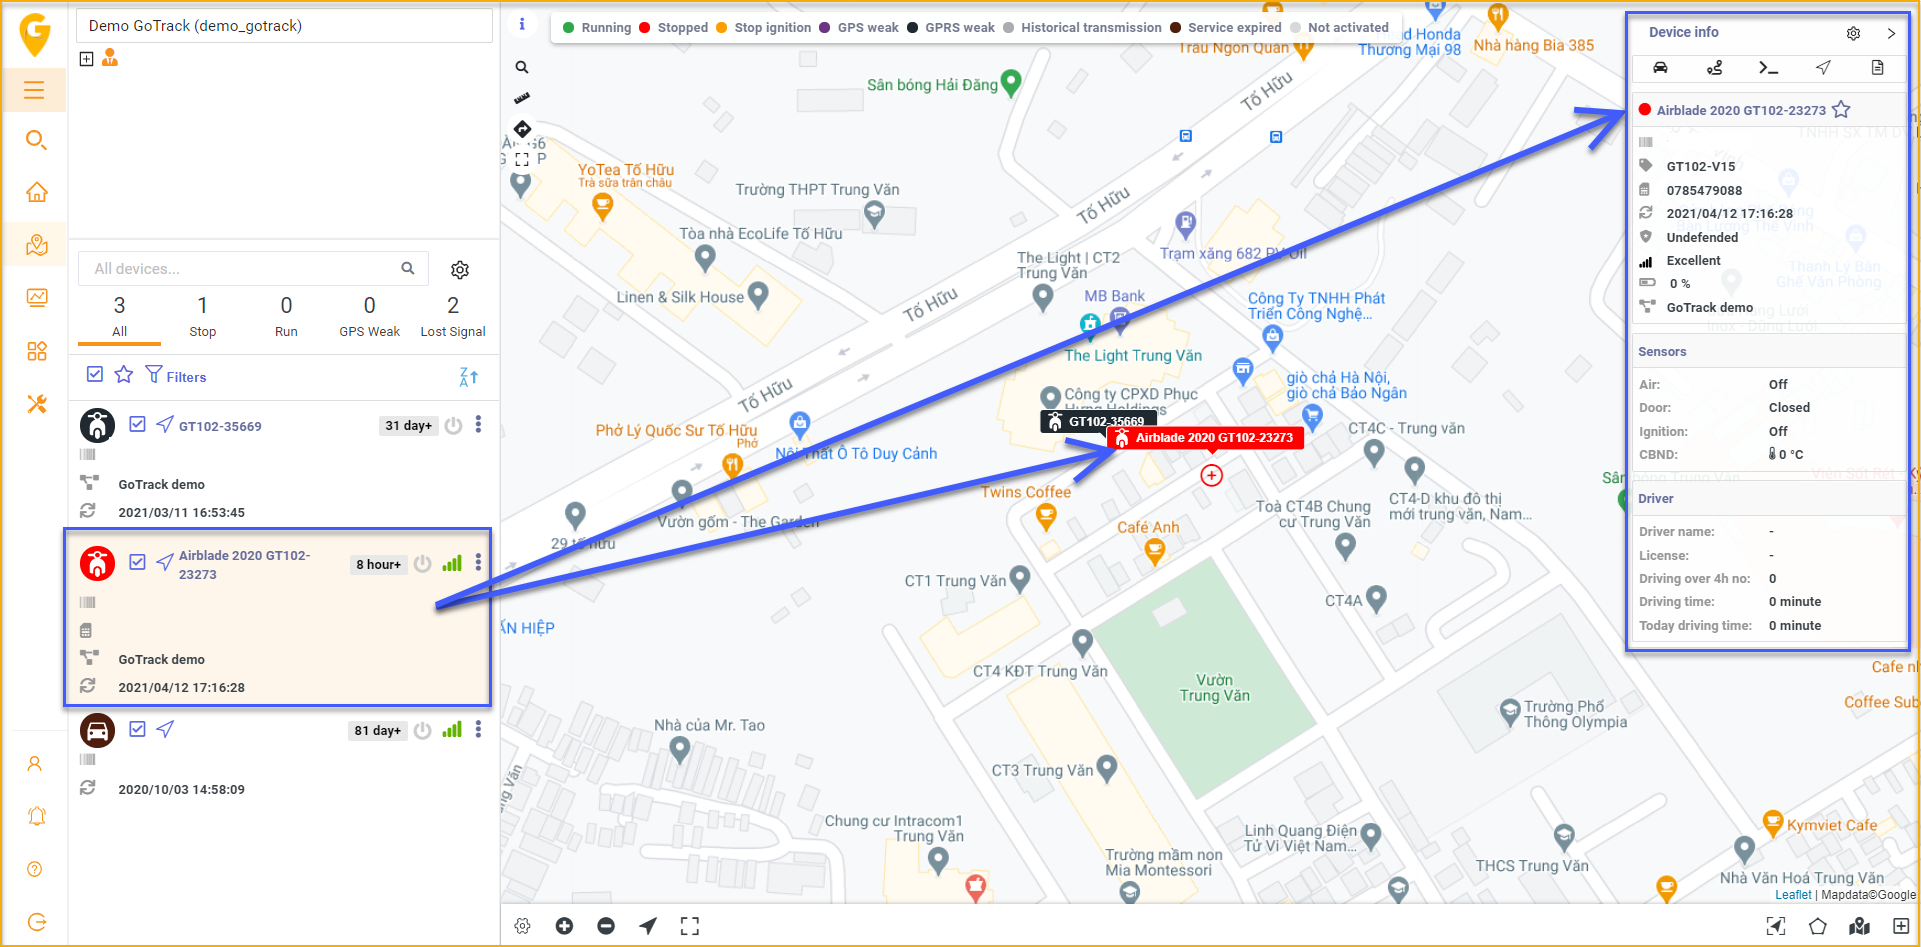 Demo GoTrack (demo_gotrack)
All devices...
3
All
1
Stop
0
Run
0
GPS Weak
2
Lost Signal
Filters
GT102-35669
31 day+
GoTrack demo
2021/03/11 16:53:45
Airblade 2020 GT102-
23273
8 hour+
GoTrack demo
2021/04/12 17:16:28
81 day+
2020/10/03 14:58:09
Running
Stopped
Stop ignition
GPS weak
GPRS weak
Historical transmission
Service expired
Not activated
Trâu Ngon Quán
Honda
Thương Mại 98
Nhà hàng Bia 385
Sân bóng Hải Đăng
Tố Hữu
YoTea Tố Hữu
Trà sữa trân châu
Trường THPT Trung Văn
Tòa nhà EcoLife Tố Hữu
Tố Hữu
Trạm xăng 682 PV Oil
The Light | CT2
Trung Văn
Linen & Silk House
Tố Hữu
MB Bank
Công Ty TNHH Phát
Triển Công Nghệ...
The Light Trung Văn
giò chả Hà Nội,
giò chả Bảo Ngân
Tố Hữu
Công ty CPXD Phục
Hưng Holdings
GT102-35669
Airblade 2020 GT102-23273
CT4C - Trung văn
Phở Lý Quốc Sư Tố Hữu
Phở
Nội Thất Ô Tô Duy Cảnh
Twins Coffee
Vườn gốm - The Garden
29 tố hữu
Café Anh
Toà CT4B Chung
cư Trung Văn
CT4-D khu đô thị
mới trung văn, Nam...
CT1 Trung Văn
CT4A
ẤN HIỆP
CT4 KĐT Trung Văn
Vườn
Trung Văn
Trường Phổ
Thông Olympia
Nhà của Mr. Tao
CT3 Trung Văn
Chung cư Intracom1
Trung Văn
Trường mầm non
Mia Montessori
Linh Quang Điện
Tử Vi Việt Nam...
THCS Trung Văn
Kymviet Cafe
Nhà Văn Hoá Trung Văn
Coffee Sub
Leaflet | Mapdata©Google
Device info
Airblade 2020 GT102-23273
GT102-V15
0785479088
2021/04/12 17:16:28
Undefended
Excellent
0 %
GoTrack demo
Sensors
Air: Off
Door: Closed
Ignition: Off
CBND: 0 °C
Driver
Driver name: -
License: -
Driving over 4h no: 0
Driving time: 0 minute
Today driving time: 0 minute